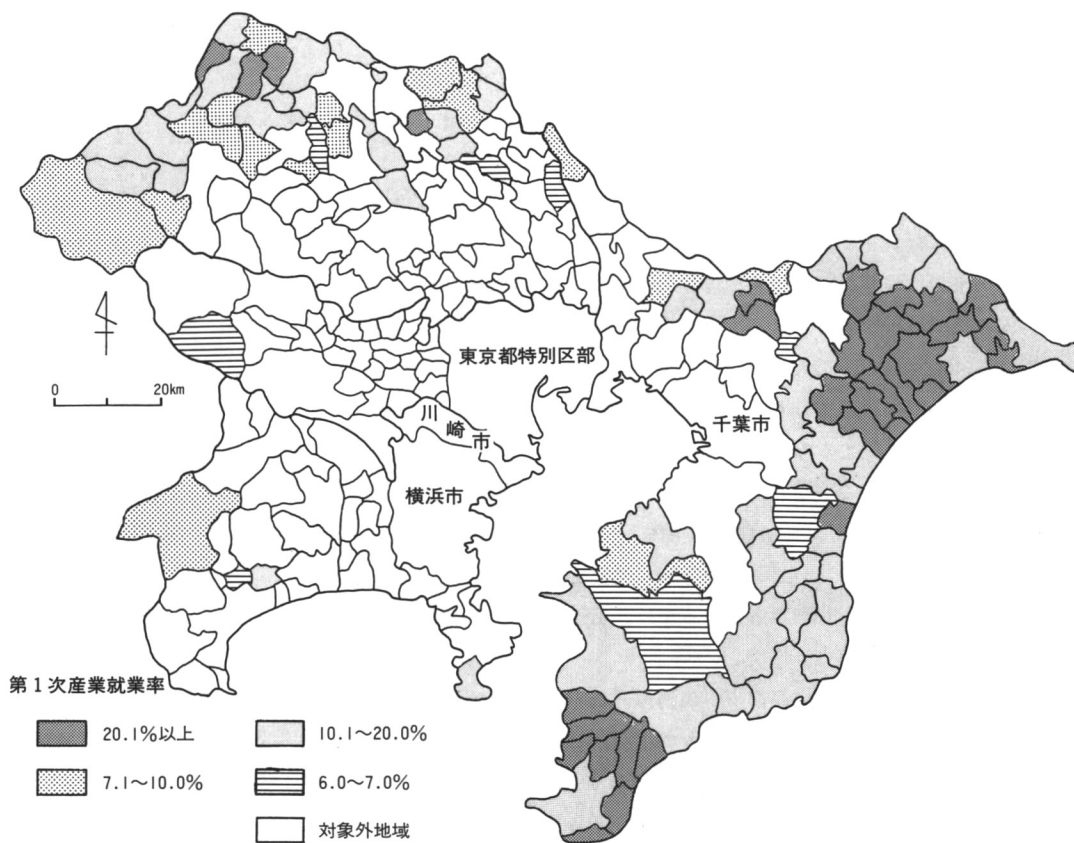 東京都特別区部
0
20km
川崎市
千葉市
横浜市
第1次産業就業率
20.1%以上
10.1~20.0%
7.1~10.0%
6.0~7.0%
対象外地域